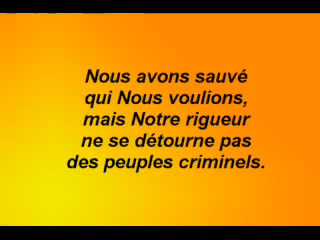 Nous avons sauvé
qui Nous voulions,
mais Notre rigueur
ne se détourne pas
des peuples criminels.